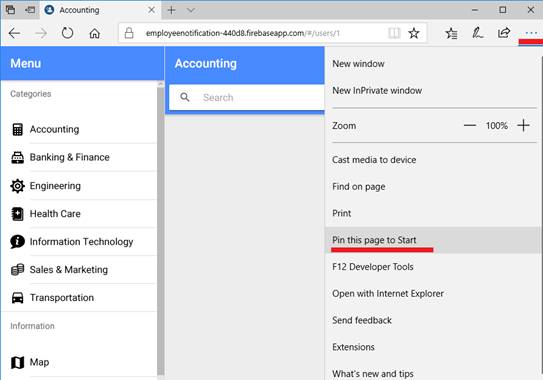 Accounting
employeenotification-440d8.firebaseapp.com/#/users/1
Menu
Categories
Accounting
Banking & Finance
Engineering
Health Care
Information Technology
Sales & Marketing
Transportation
Information
Map
Accounting
Search
New window
New InPrivate window
Zoom
100%
Cast media to device
Find on page
Print
Pin this page to Start
F12 Developer Tools
Open with Internet Explorer
Send feedback
Extensions
What's new and tips